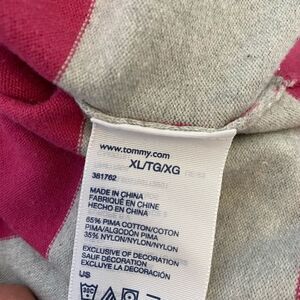 www.tommy.com
XL/TG/XG
381762
MADE IN CHINA
FABRIQUÉ EN CHINE
HECHO EN CHINA
65% PIMA COTTON/COTON
PIMA/ALGODÓN PIMA
35% NYLON/NYLON/NYLON
EXCLUSIVE OF DECORATION
SAUF DÉCORATION
EXCLUYE LA DECORACIÓN
US